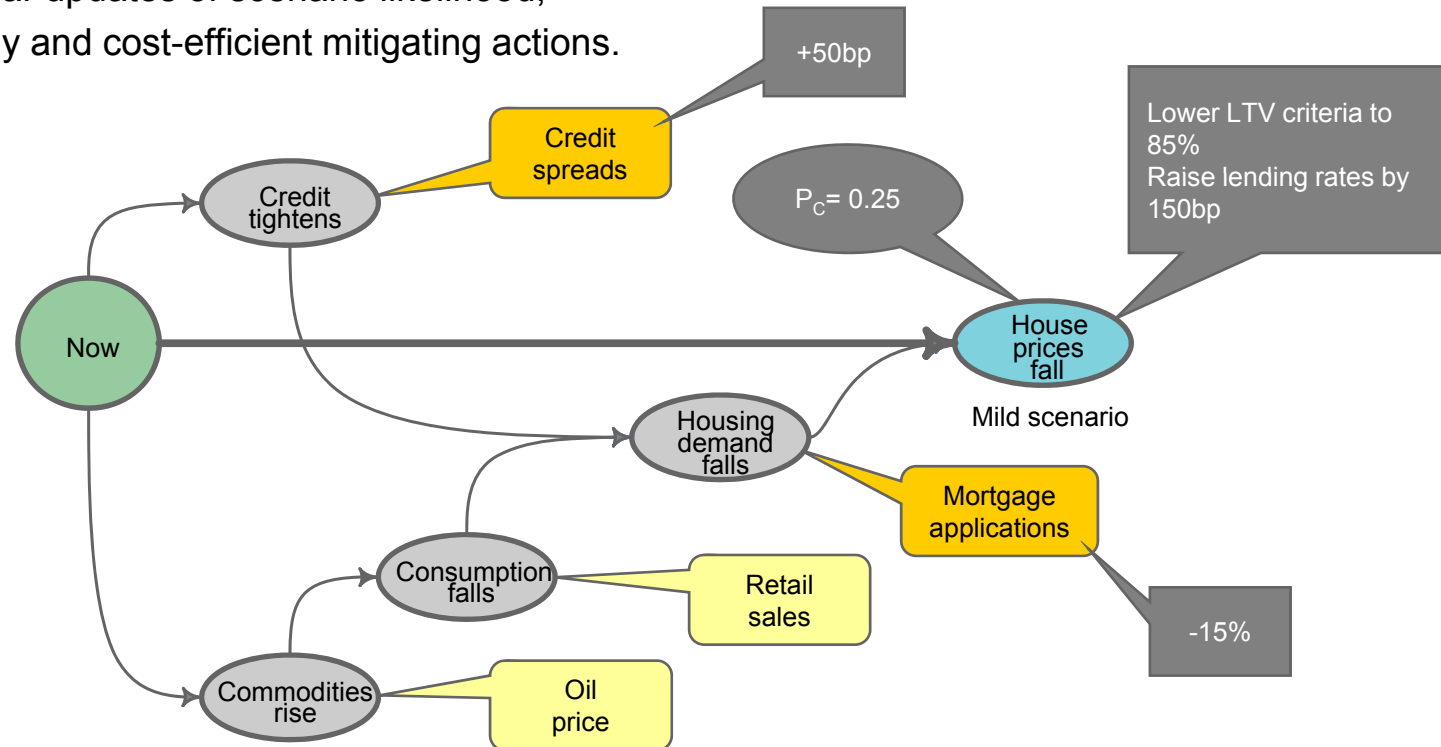 y and cost-efficient mitigating actions.
+50bp
Lower LTV criteria to
85%
Raise lending rates by
150bp
Credit
spreads
P_C= 0.25
Credit
tightens
Now
House
prices
fall
Mild scenario
Housing
demand
falls
Mortgage
applications
Consumption
falls
Retail
sales
-15%
Commodities
rise
Oil
price